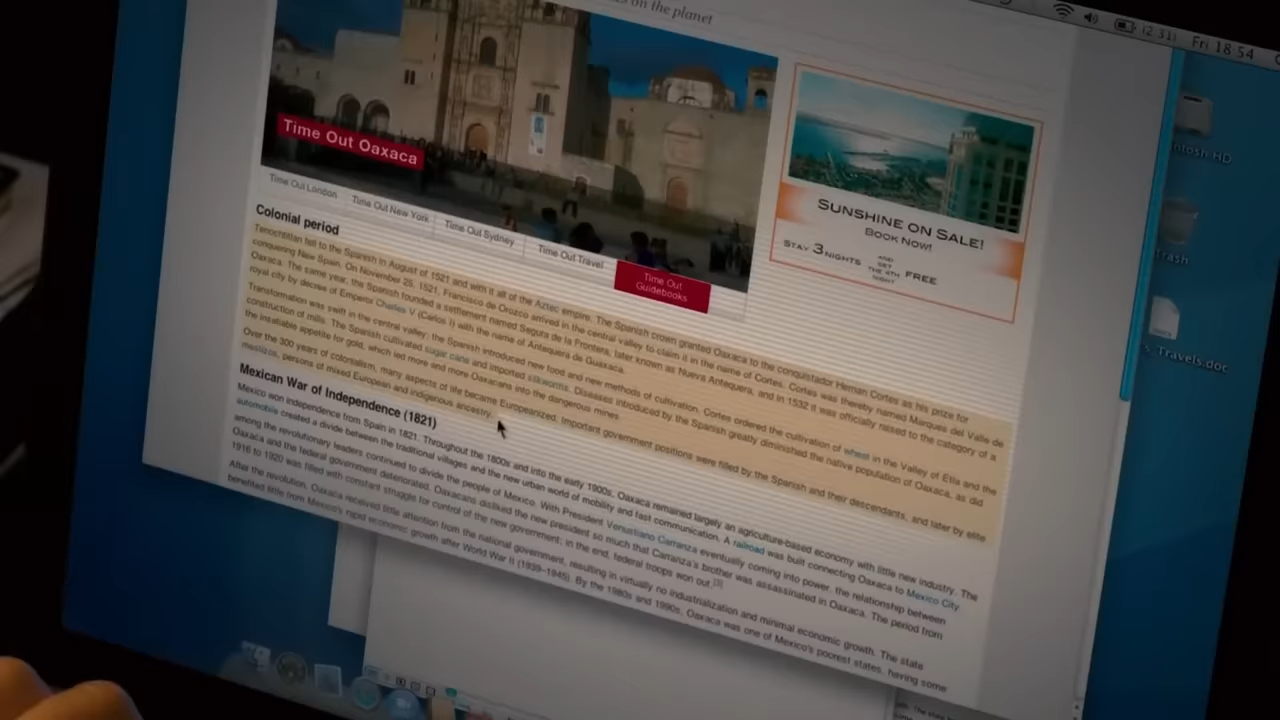 on the planet
(2:31) Fri 18:54
Time Out Oaxaca
Time Out London
Time Out New York
Time Out Sydney
Time Out Travel
Time Out
Guidebooks
SUNSHINE ON SALE!
BOOK NOW!
STAY 3 NIGHTS AND GET THE 4TH NIGHT FREE
intosh HD
Trash
Travels.doc
Colonial period
Tenochtitlan fell to the Spanish in August of 1521 and with it all of the Aztec empire. The Spanish crown granted Oaxaca to the conquistador Hernan Cortes as his prize for
conquering New Spain. On November 25, 1521, Francisco de Orozco arrived in the central valley to claim it in the name of Cortes. Cortes was thereby named Marques del Valle de
Oaxaca. The same year, the Spanish founded a settlement named Segura de la Frontera, later known as Nueva Antequera, and in 1532 it was officially raised to the category of a
royal city by decree of Emperor Charles V (Carlos I) with the name of Antequera de Guaxaca.
Transformation was swift in the central valley; the Spanish introduced new food and new methods of cultivation. Cortes ordered the cultivation of wheat in the Valley of Etla and the
construction of mills. The Spanish cultivated sugar cane and imported silkworms. Diseases introduced by the Spanish greatly diminished the native population of Oaxaca, as did
the insatiable appetite for gold, which led more and more Oaxacans into the dangerous mines.
Over the 300 years of colonialism, many aspects of life became Europeanized. Important government positions were filled by the Spanish and their descendants, and later by elite
mestizos, persons of mixed European and indigenous ancestry.
Mexican War of Independence (1821)
Mexico won independence from Spain in 1821. Throughout the 1800s and into the early 1900s, Oaxaca remained largely an agriculture-based economy with little new industry. The
automobile created a divide between the traditional villages and the new urban world of mobility and fast communication. A railroad was built connecting Oaxaca to Mexico City
among the revolutionary leaders continued to divide the people of Mexico. With President Venustiano Carranza eventually coming into power, the relationship between
Oaxaca and the federal government deteriorated. Oaxacans disliked the new president so much that Carranza's brother was assassinated in Oaxaca. The period from
1916 to 1920 was filled with constant struggle for control of the new government; in the end, federal troops won out.[3]
After the revolution, Oaxaca received little attention from the national government, resulting in virtually no industrialization and minimal economic growth. The state
benefited little from Mexico's rapid economic growth after World War II (1939–1945). By the 1980s and 1990s, Oaxaca was one of Mexico's poorest states, having some